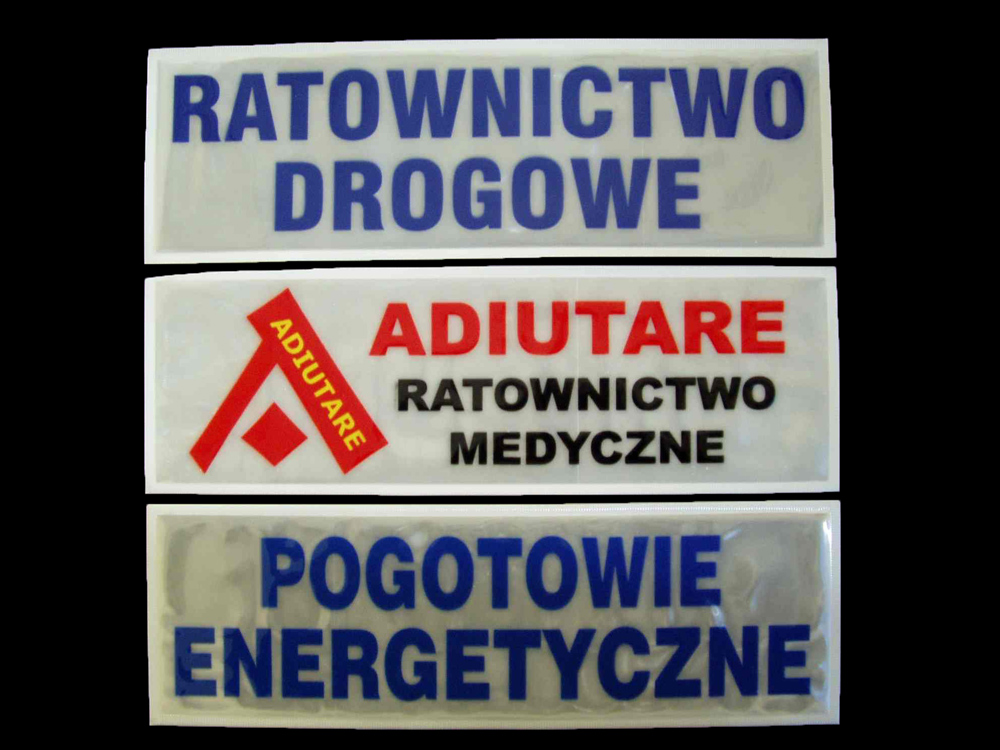 RATOWNICTWO
DROGOWE
ADIUTARE
ADIUTARE
RATOWNICTWO
MEDYCZNE
POGOTOWIE
ENERGETYCZNE